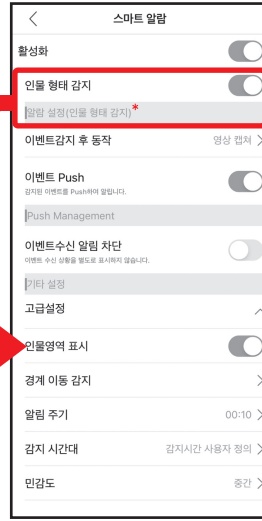 스마트 알람
활성화
인물 형태 감지
알람 설정(인물 형태 감지)*
이벤트감지 후 동작 영상 캡쳐
이벤트 Push
감지된 이벤트를 Push하여 알립니다.
Push Management
이벤트수신 알림 차단
이벤트 수신 상황을 별도로 표시하지 않습니다.
기타 설정
고급설정
인물영역 표시
경계 이동 감지
알림 주기 00:10
감지 시간대 감지시간 사용자 정의
민감도 중간